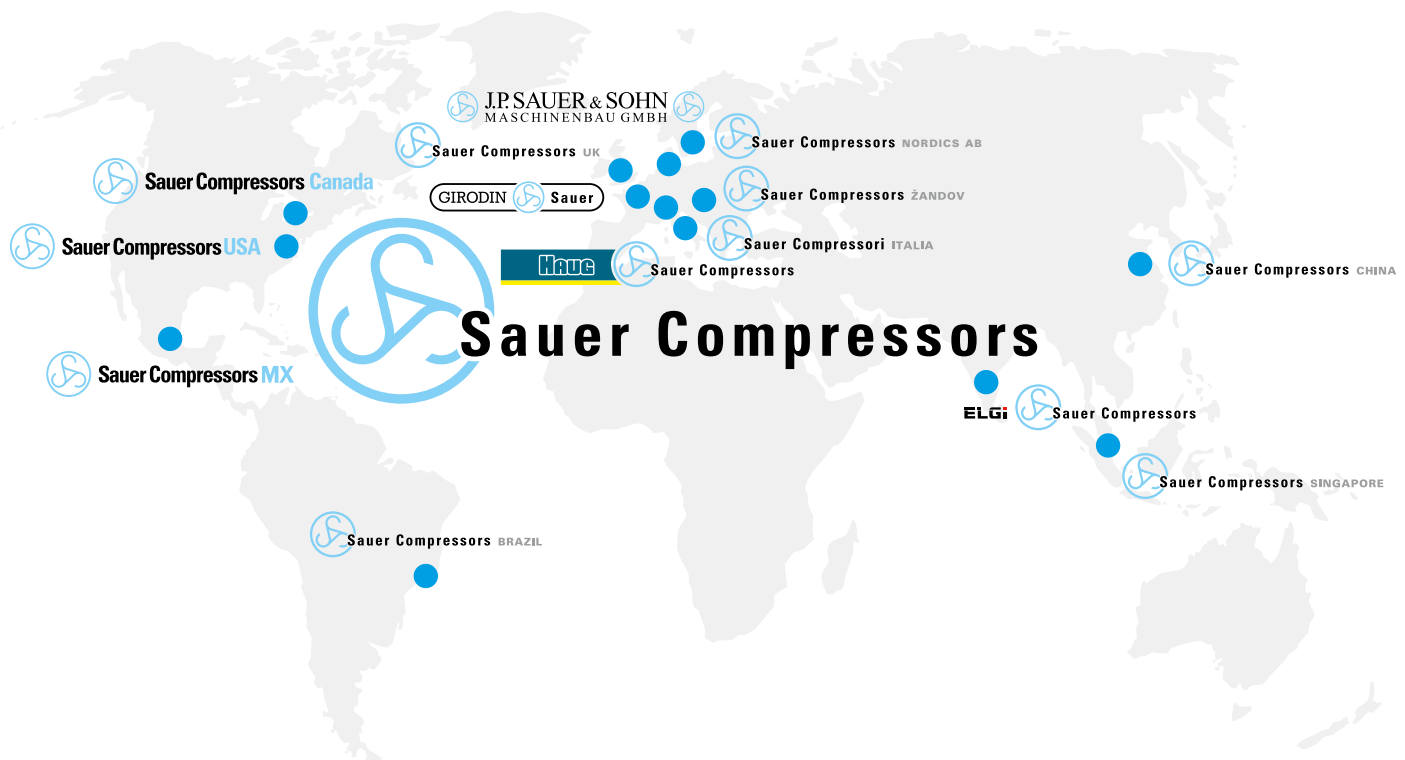 J.P. SAUER & SOHN
MASCHINENBAU GMBH
Sauer Compressors UK
Sauer Compressors NORDICS AB
Sauer Compressors Canada
GIRODIN Sauer
Sauer Compressors ŽANDOV
Sauer Compressors USA
Sauer Compressori ITALIA
HAUG Sauer Compressors
Sauer Compressors CHINA
Sauer Compressors
Sauer Compressors MX
ELGi Sauer Compressors
Sauer Compressors SINGAPORE
Sauer Compressors BRAZIL